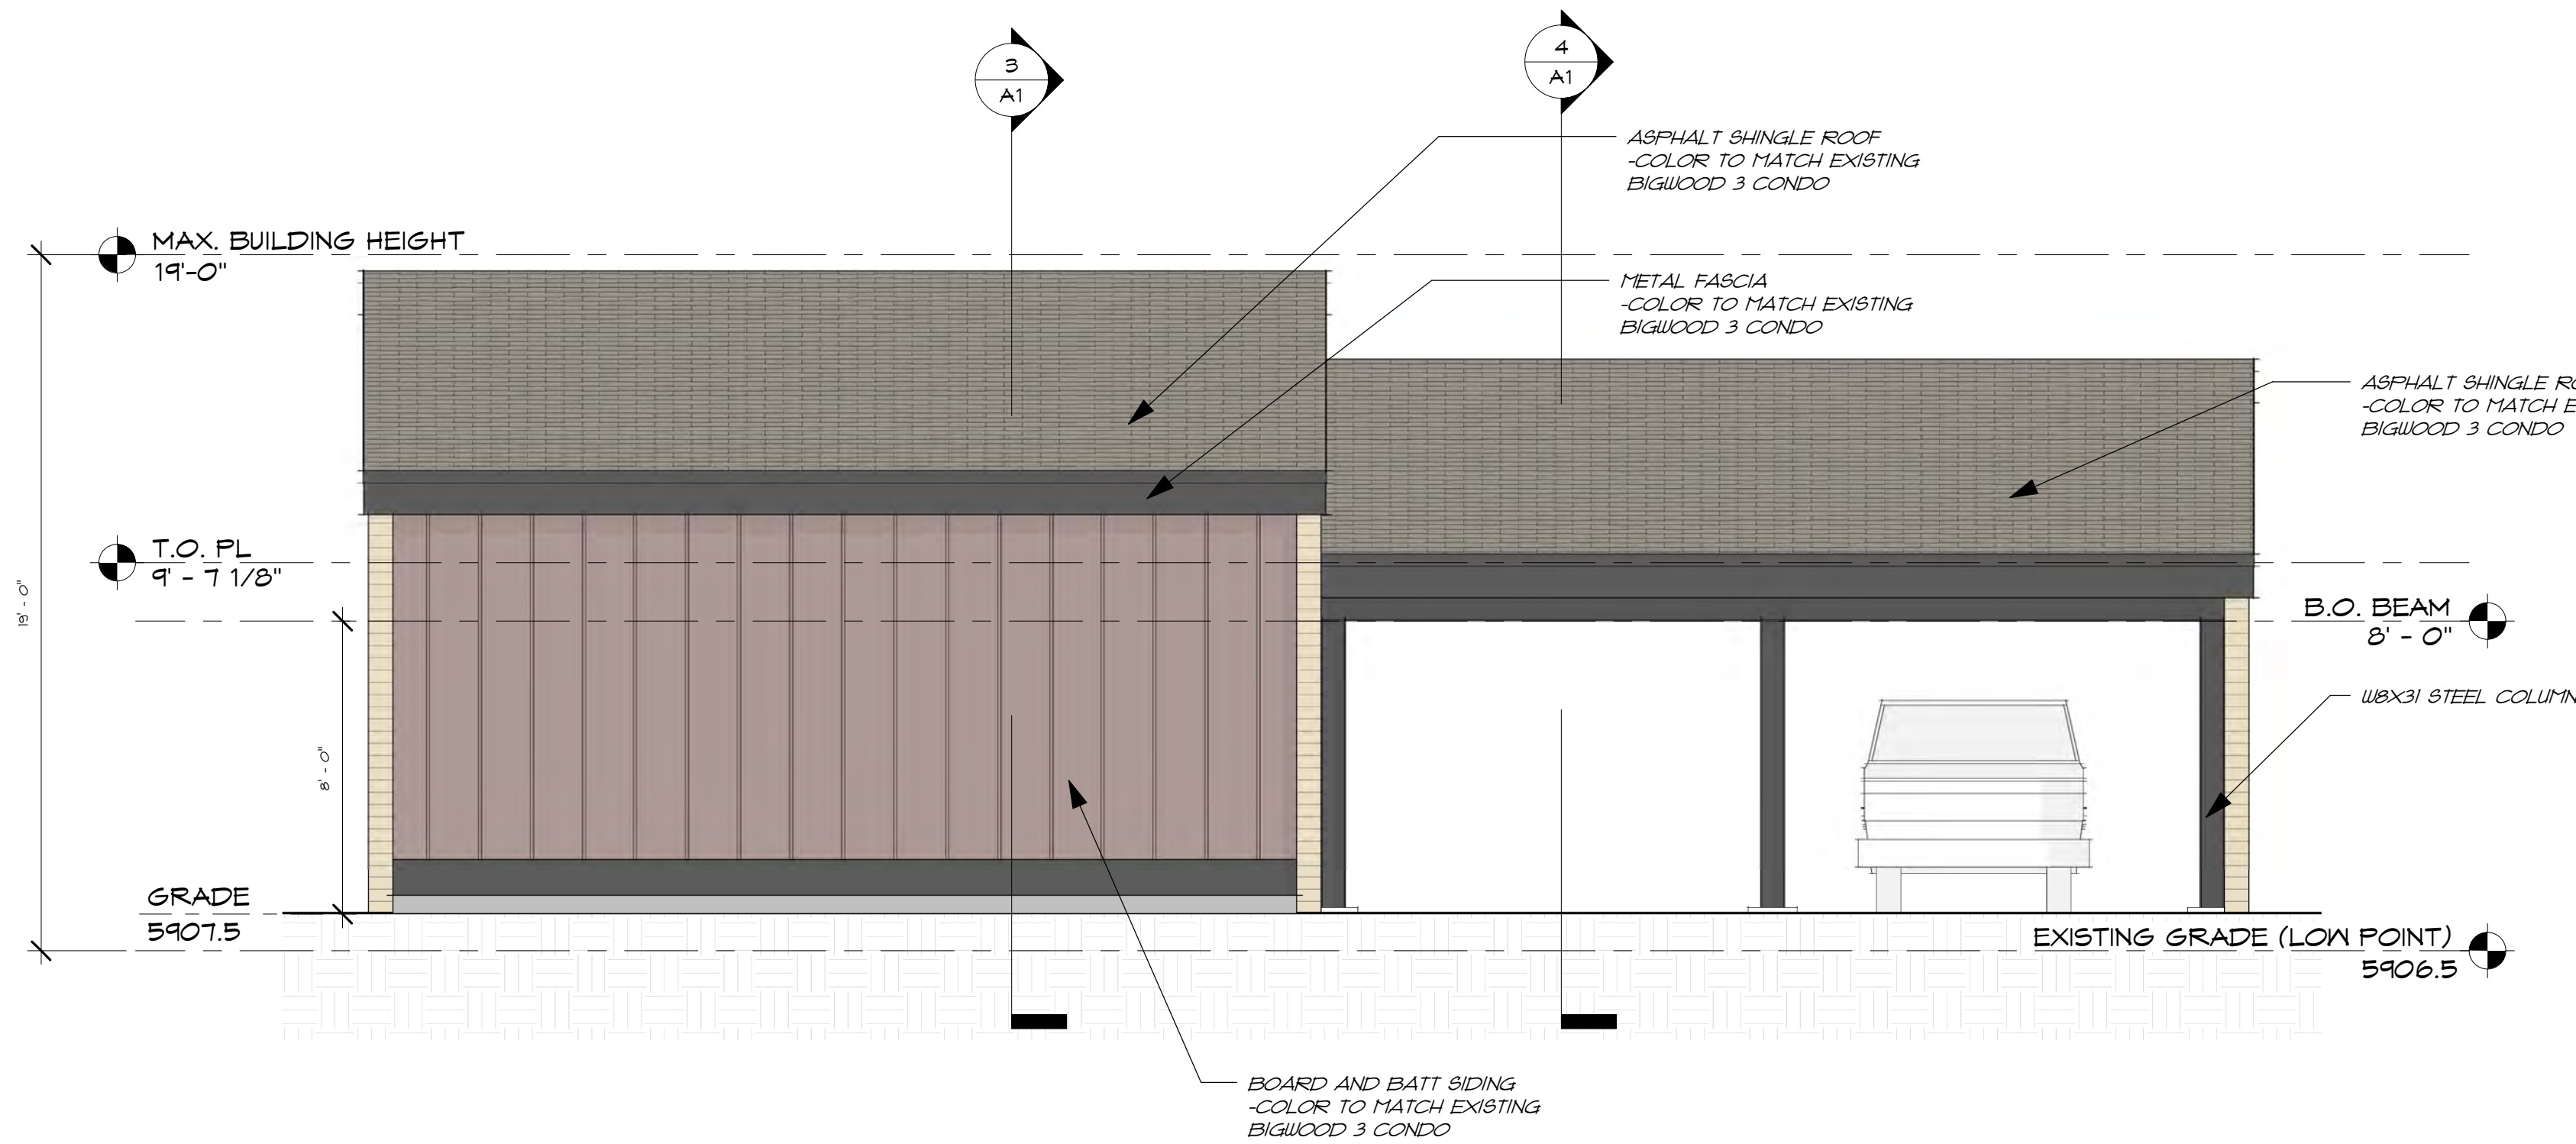 3
A1
4
A1
ASPHALT SHINGLE ROOF
-COLOR TO MATCH EXISTING
BIGWOOD 3 CONDO
MAX. BUILDING HEIGHT
19'-0"
METAL FASCIA
-COLOR TO MATCH EXISTING
BIGWOOD 3 CONDO
ASPHALT SHINGLE
-COLOR TO MATCH
BIGWOOD 3 CONDO
T.O. PL
9' - 7 1/8"
19' - 0"
B.O. BEAM
8' - 0"
W8X31 STEEL COLUMN
8' - 0"
GRADE
5907.5
EXISTING GRADE (LOW POINT)
5906.5
BOARD AND BATT SIDING
-COLOR TO MATCH EXISTING
BIGWOOD 3 CONDO